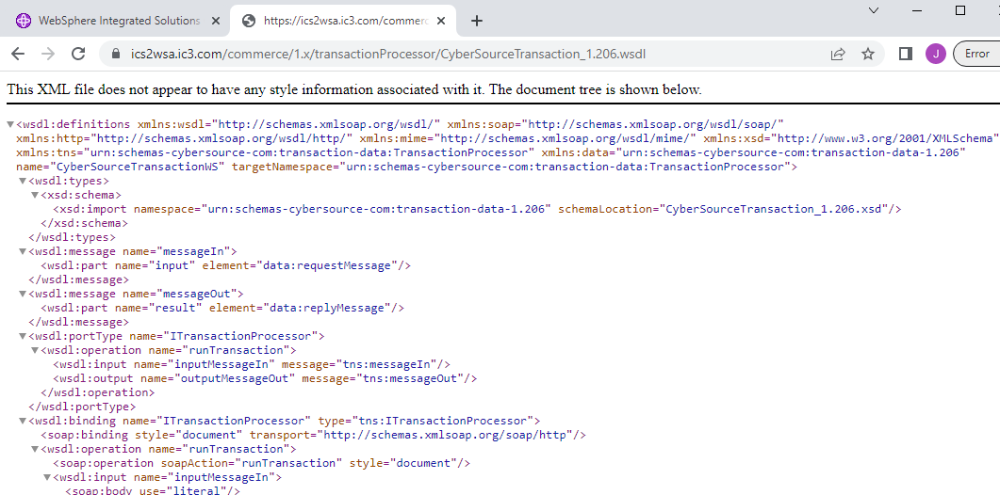 WebSphere Integrated Solutions
https://ics2wsa.ic3.com/commerc
ics2wsa.ic3.com/commerce/1.x/transactionProcessor/CyberSourceTransaction_1.206.wsdl
J
Error
This XML file does not appear to have any style information associated with it. The document tree is shown below.
<wsdl:definitions xmlns:wsdl="http://schemas.xmlsoap.org/wsdl/" xmlns:soap="http://schemas.xmlsoap.org/wsdl/soap/"
xmlns:http="http://schemas.xmlsoap.org/wsdl/http/" xmlns:mime="http://schemas.xmlsoap.org/wsdl/mime/" xmlns:xsd="http://www.w3.org/2001/XMLSchema"
xmlns:tns="urn:schemas-cybersource-com:transaction-data:TransactionProcessor" xmlns:data="urn:schemas-cybersource-com:transaction-data-1.206"
name="CyberSourceTransactionWS" targetNamespace="urn:schemas-cybersource-com:transaction-data:TransactionProcessor">
<wsdl:types>
<xsd:schema>
<xsd:import namespace="urn:schemas-cybersource-com:transaction-data-1.206" schemaLocation="CyberSourceTransaction_1.206.xsd"/>
</xsd:schema>
</wsdl:types>
<wsdl:message name="messageIn">
<wsdl:part name="input" element="data:requestMessage"/>
</wsdl:message>
<wsdl:message name="messageOut">
<wsdl:part name="result" element="data:replyMessage"/>
</wsdl:message>
<wsdl:portType name="ITransactionProcessor">
<wsdl:operation name="runTransaction">
<wsdl:input name="inputMessageIn" message="tns:messageIn"/>
<wsdl:output name="outputMessageOut" message="tns:messageOut"/>
</wsdl:operation>
</wsdl:portType>
<wsdl:binding name="ITransactionProcessor" type="tns:ITransactionProcessor">
<soap:binding style="document" transport="http://schemas.xmlsoap.org/soap/http"/>
<wsdl:operation name="runTransaction">
<soap:operation soapAction="runTransaction" style="document"/>
<wsdl:input name="inputMessageIn">
<soap:body use="literal"/>